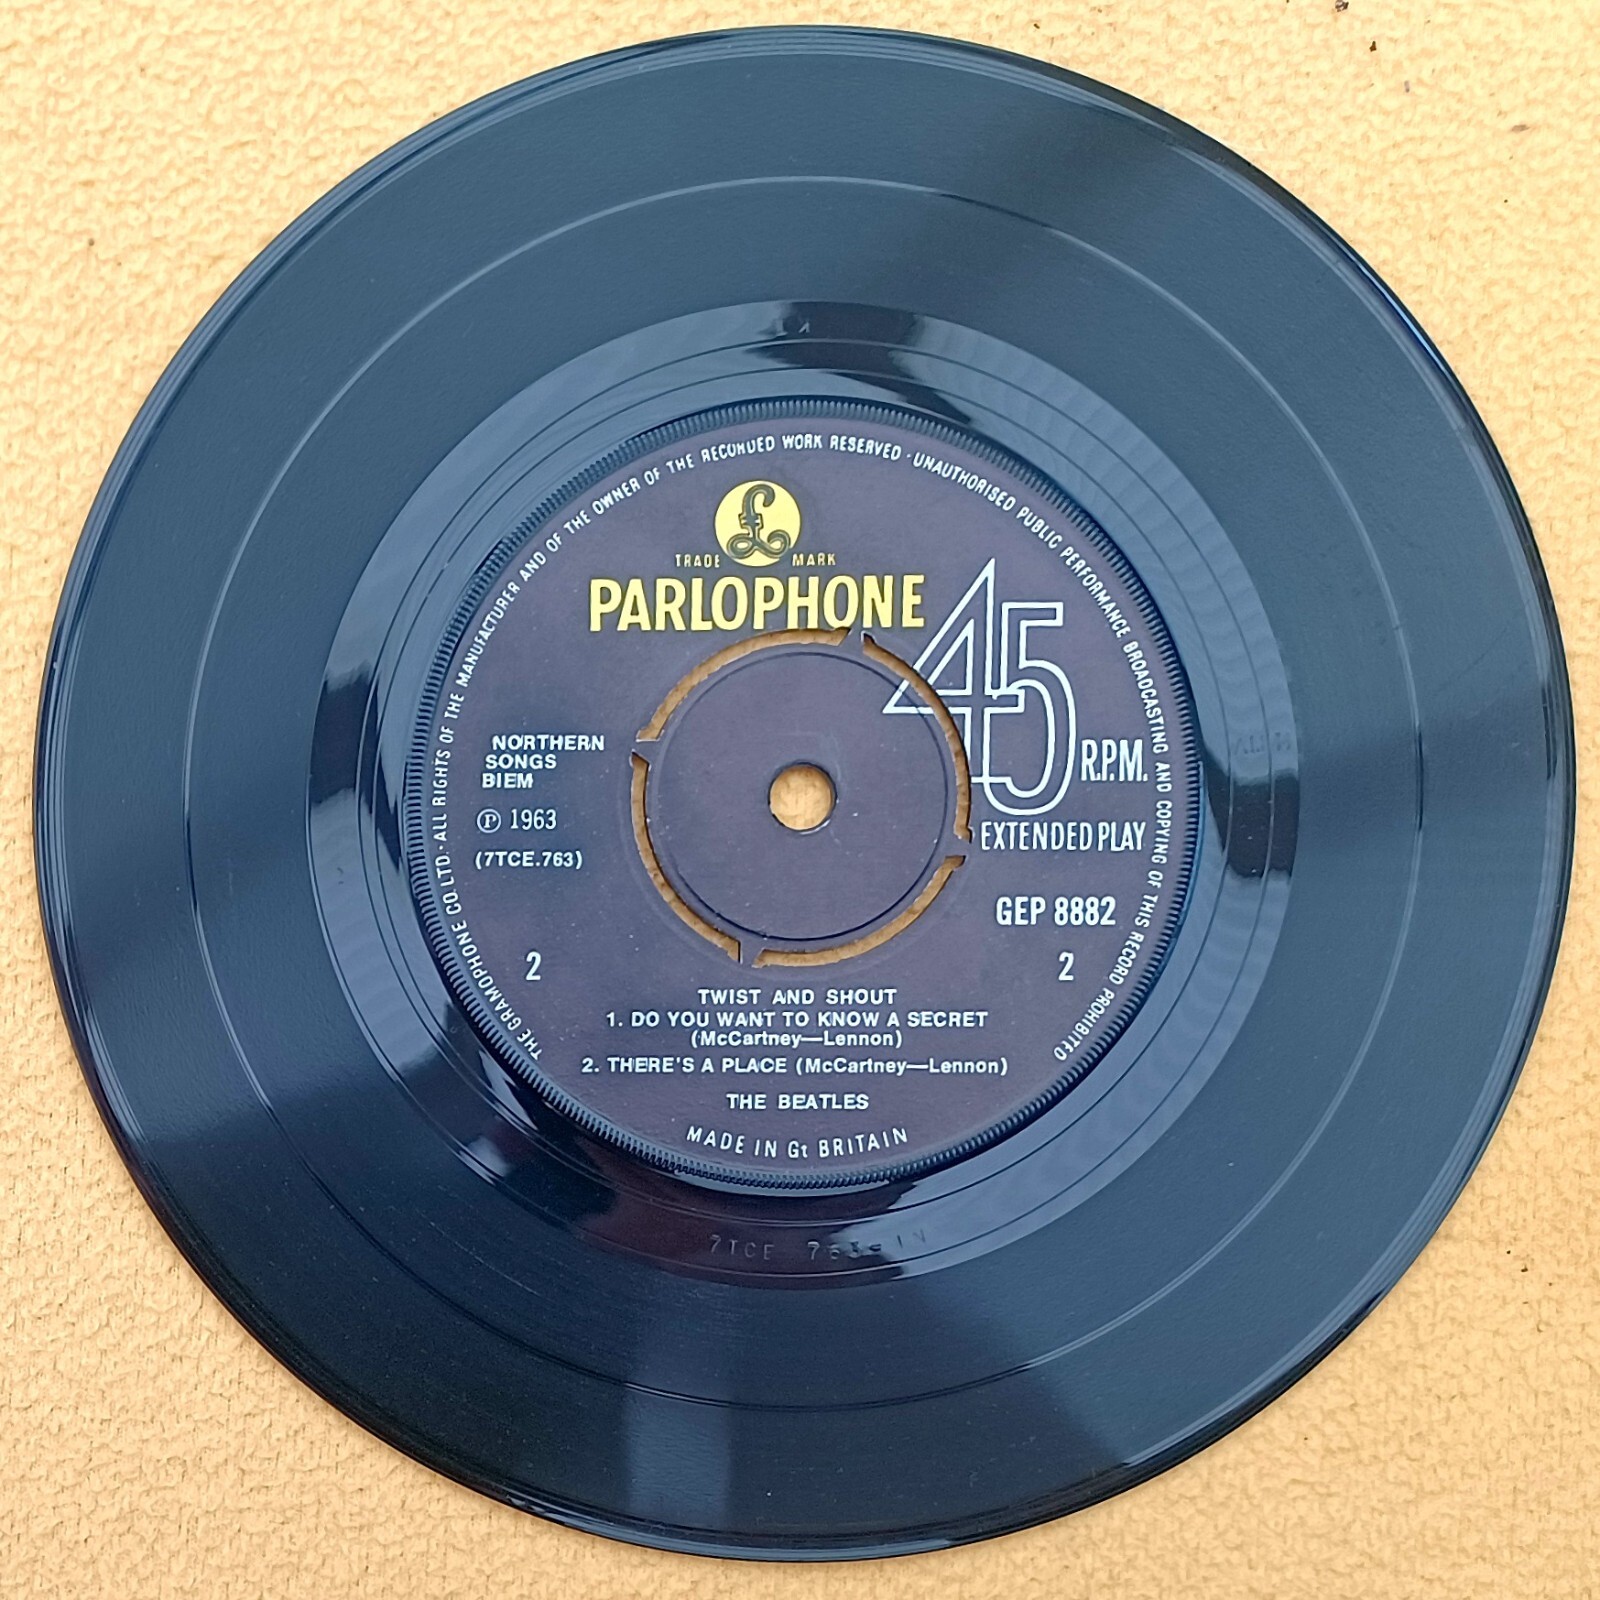 THE GRAMOPHONE CO. LTD. · ALL RIGHTS OF THE MANUFACTURER AND OF THE OWNER OF THE RECORDED WORK RESERVED · UNAUTHORISED PUBLIC PERFORMANCE BROADCASTING AND COPYING OF THIS RECORD PROHIBITED
£
TRADE MARK
PARLOPHONE
45
R.P.M.
EXTENDED PLAY
NORTHERN
SONGS
BIEM
℗ 1963
(7TCE.763)
GEP 8882
2 2
TWIST AND SHOUT
1. DO YOU WANT TO KNOW A SECRET
(McCartney—Lennon)
2. THERE'S A PLACE (McCartney—Lennon)
THE BEATLES
MADE IN Gt BRITAIN
7TCE 763-1N